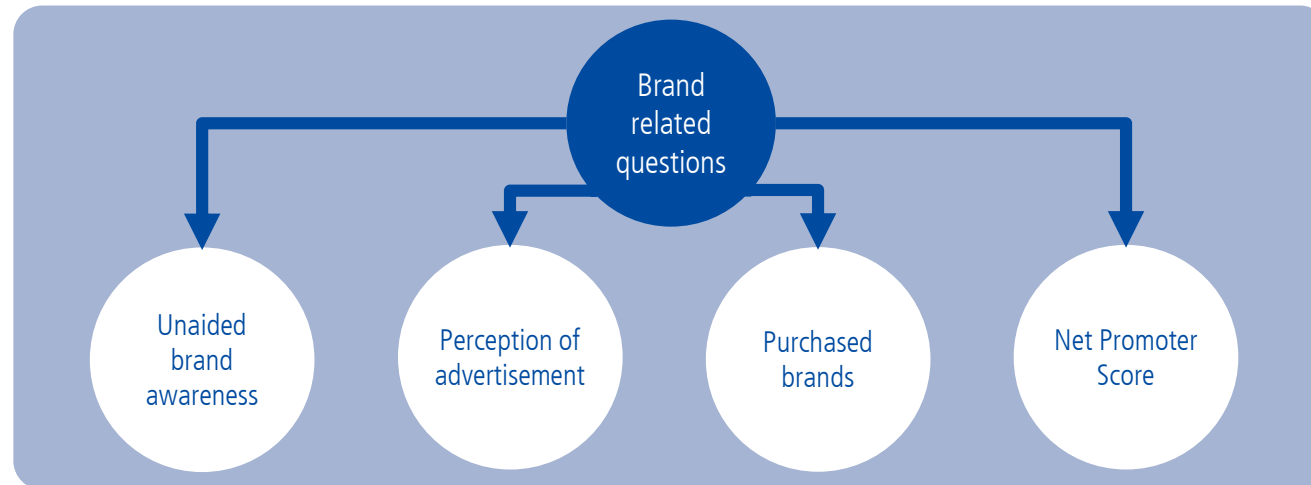 Brand
related
questions
Unaided
brand
awareness
Perception of
advertisement
Purchased
brands
Net Promoter
Score